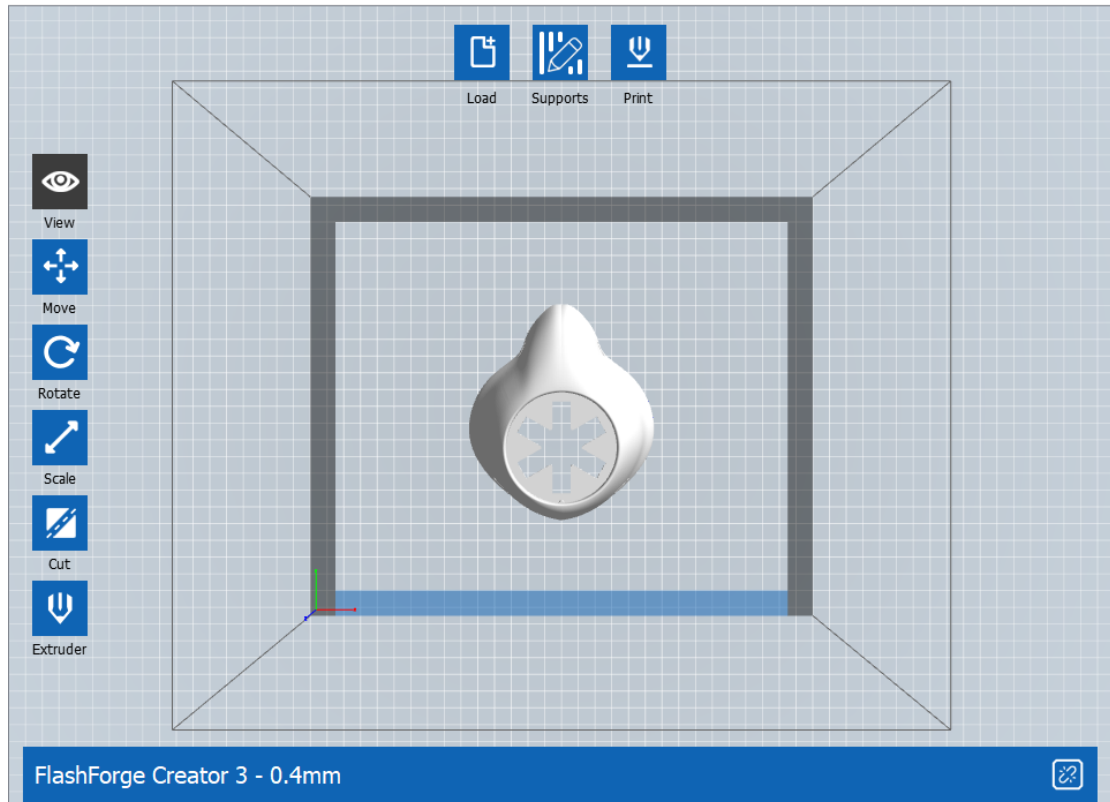 Load
Supports
Print
View
Move
Rotate
Scale
Cut
Extruder
FlashForge Creator 3 - 0.4mm